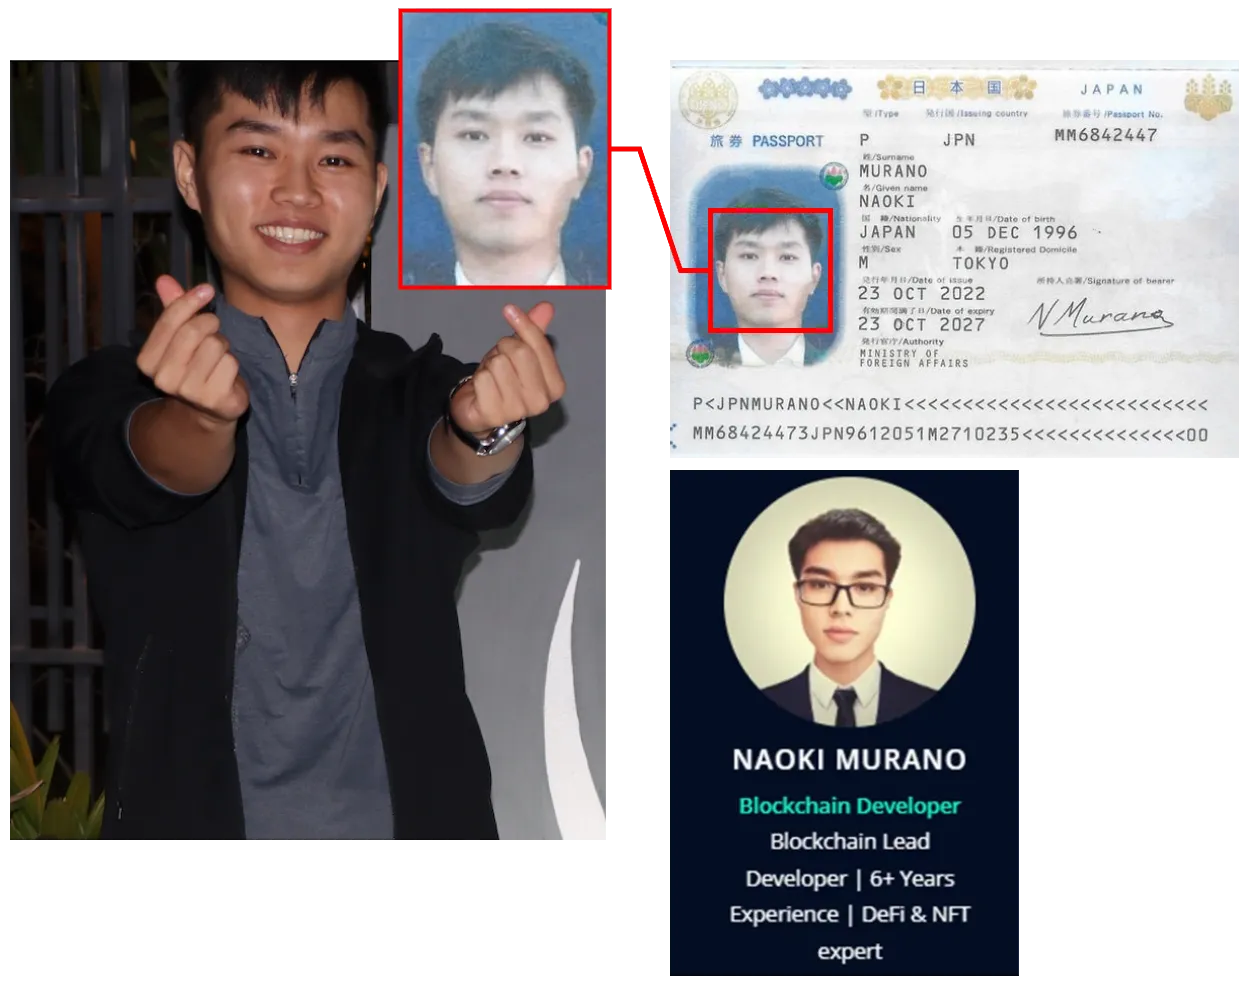 日本国 JAPAN
型/Type 発行国/Issuing country 旅券番号/Passport No.
旅券 PASSPORT P JPN MM6842447
姓/Surname
MURANO
名/Given name
NAOKI
国 籍/Nationality 生年月日/Date of birth
JAPAN 05 DEC 1996
性別/Sex 本 籍/Registered Domicile
M TOKYO
発行年月日/Date of issue 所持人自署/Signature of bearer
23 OCT 2022
有効期間満了日/Date of expiry
23 OCT 2027 N Murano
発行官庁/Authority
MINISTRY OF
FOREIGN AFFAIRS
P<JPNMURANO<<NAOKI<<<<<<<<<<<<<<<<<<<<<<<<<<
MM68424473JPN9612051M2710235<<<<<<<<<<<<<<00
NAOKI MURANO
Blockchain Developer
Blockchain Lead
Developer | 6+ Years
Experience | DeFi & NFT
expert